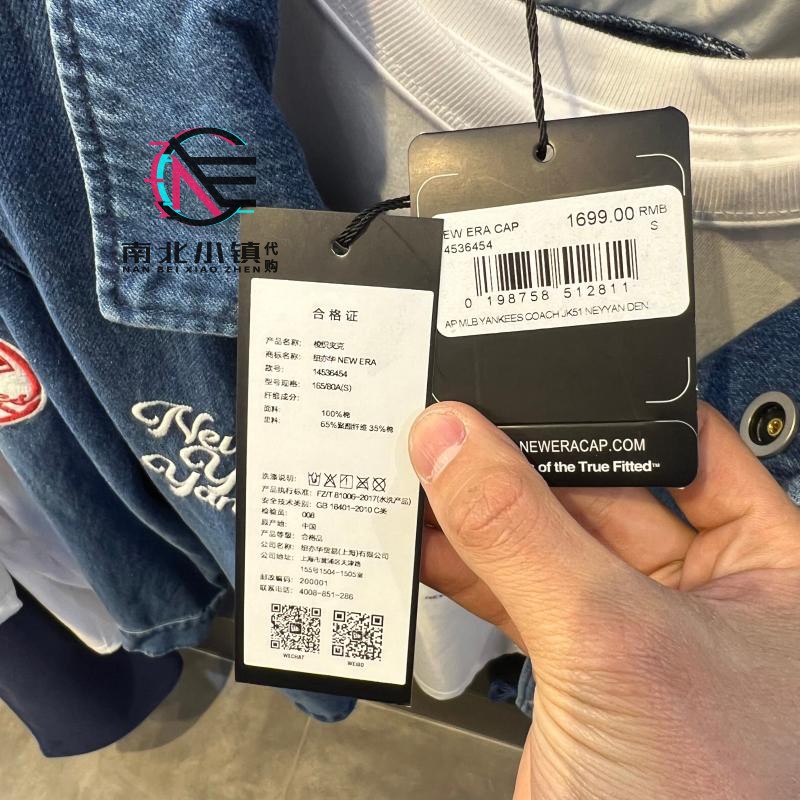 南北小镇代购
NAN BEI XIAO ZHEN
合格证
产品名称: 梭织夹克
商标名称: 纽亦华 NEW ERA
款号: 14536454
型号规格: 165/80A(S)
纤维成分:
面料: 100%棉
里料: 65%聚酯纤维 35%棉
洗涤说明:
产品执行标准: FZ/T 81006-2017(水洗产品)
安全技术类别: GB 18401-2010 C类
检验员: 008
原产地: 中国
产品等级: 合格品
公司名称: 纽亦华贸易(上海)有限公司
公司地址: 上海市黄浦区天津路
155号1504-1505室
邮政编码: 200001
联系电话: 4008-851-286
WECHAT
WEIBO
EW ERA CAP 1699.00 RMB
4536454 S
0 198758 512811
AP MLB YANKEES COACH JK51 NEYYAN DEN
NEWERACAP.COM
of the True Fitted™
New